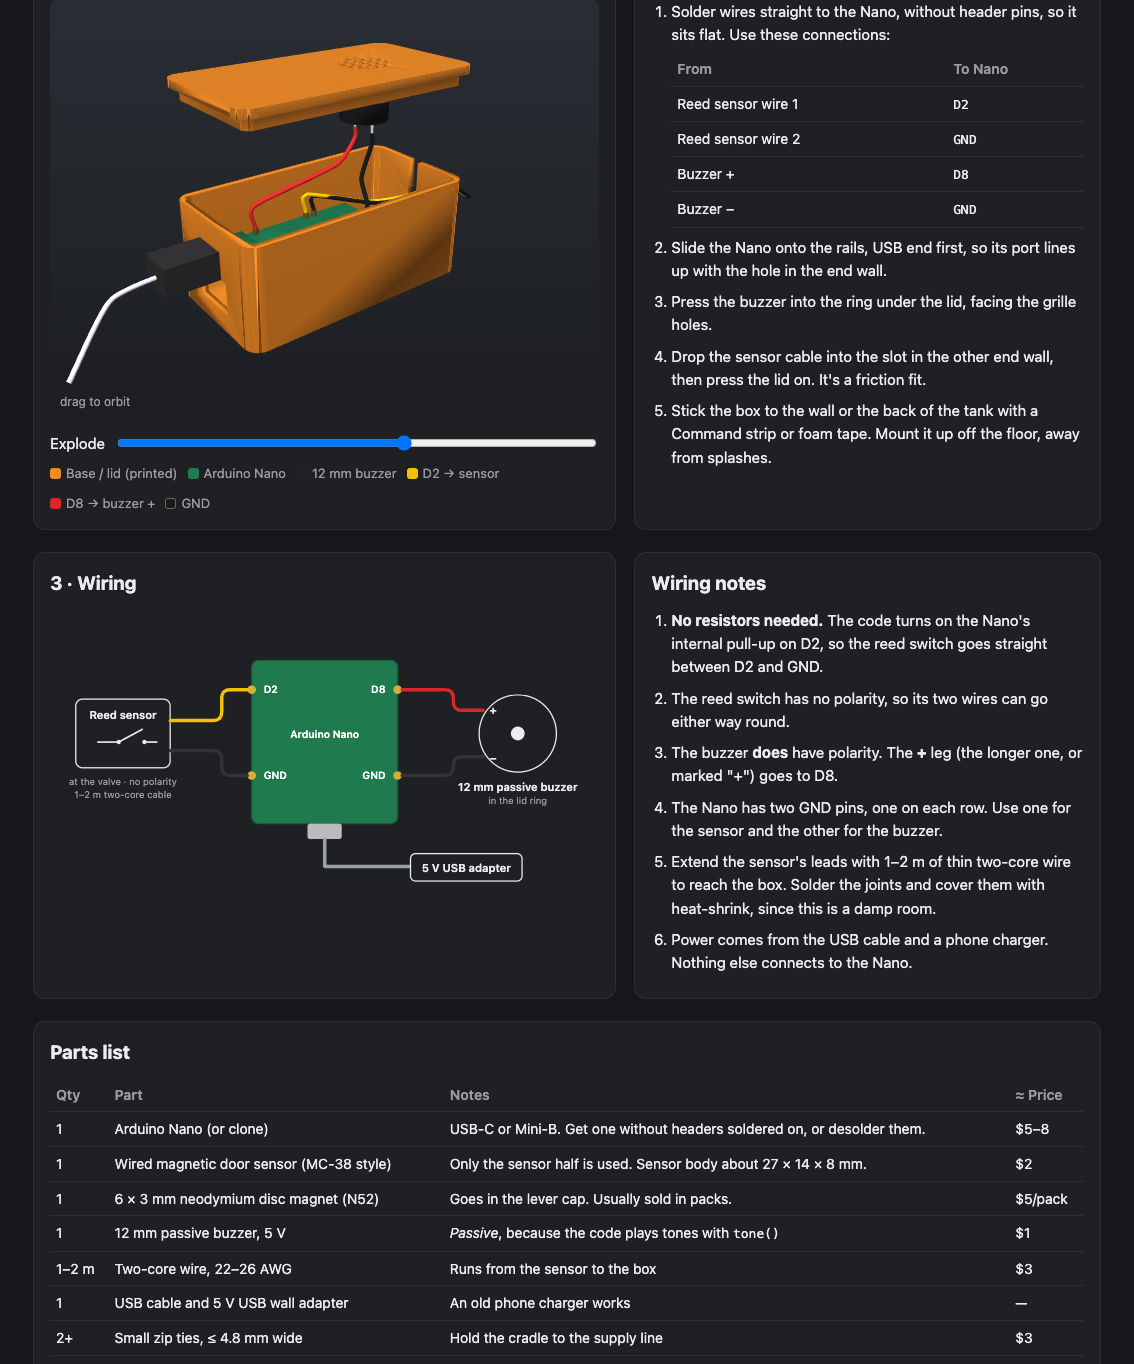 drag to orbit
Explode
Base / lid (printed) Arduino Nano 12 mm buzzer D2 → sensor
D8 → buzzer + GND
1. Solder wires straight to the Nano, without header pins, so it
sits flat. Use these connections:
From To Nano
Reed sensor wire 1 D2
Reed sensor wire 2 GND
Buzzer + D8
Buzzer − GND
2. Slide the Nano onto the rails, USB end first, so its port lines
up with the hole in the end wall.
3. Press the buzzer into the ring under the lid, facing the grille
holes.
4. Drop the sensor cable into the slot in the other end wall,
then press the lid on. It's a friction fit.
5. Stick the box to the wall or the back of the tank with a
Command strip or foam tape. Mount it up off the floor, away
from splashes.
3 · Wiring
Reed sensor
at the valve · no polarity
1–2 m two-core cable
D2
D8
Arduino Nano
GND
GND
+
−
12 mm passive buzzer
in the lid ring
5 V USB adapter
Wiring notes
1. No resistors needed. The code turns on the Nano's
internal pull-up on D2, so the reed switch goes straight
between D2 and GND.
2. The reed switch has no polarity, so its two wires can go
either way round.
3. The buzzer does have polarity. The + leg (the longer one, or
marked "+") goes to D8.
4. The Nano has two GND pins, one on each row. Use one for
the sensor and the other for the buzzer.
5. Extend the sensor's leads with 1–2 m of thin two-core wire
to reach the box. Solder the joints and cover them with
heat-shrink, since this is a damp room.
6. Power comes from the USB cable and a phone charger.
Nothing else connects to the Nano.
Parts list
Qty Part Notes ≈ Price
1 Arduino Nano (or clone) USB-C or Mini-B. Get one without headers soldered on, or desolder them. $5–8
1 Wired magnetic door sensor (MC-38 style) Only the sensor half is used. Sensor body about 27 × 14 × 8 mm. $2
1 6 × 3 mm neodymium disc magnet (N52) Goes in the lever cap. Usually sold in packs. $5/pack
1 12 mm passive buzzer, 5 V Passive, because the code plays tones with tone() $1
1–2 m Two-core wire, 22–26 AWG Runs from the sensor to the box $3
1 USB cable and 5 V USB wall adapter An old phone charger works —
2+ Small zip ties, ≤ 4.8 mm wide Hold the cradle to the supply line $3